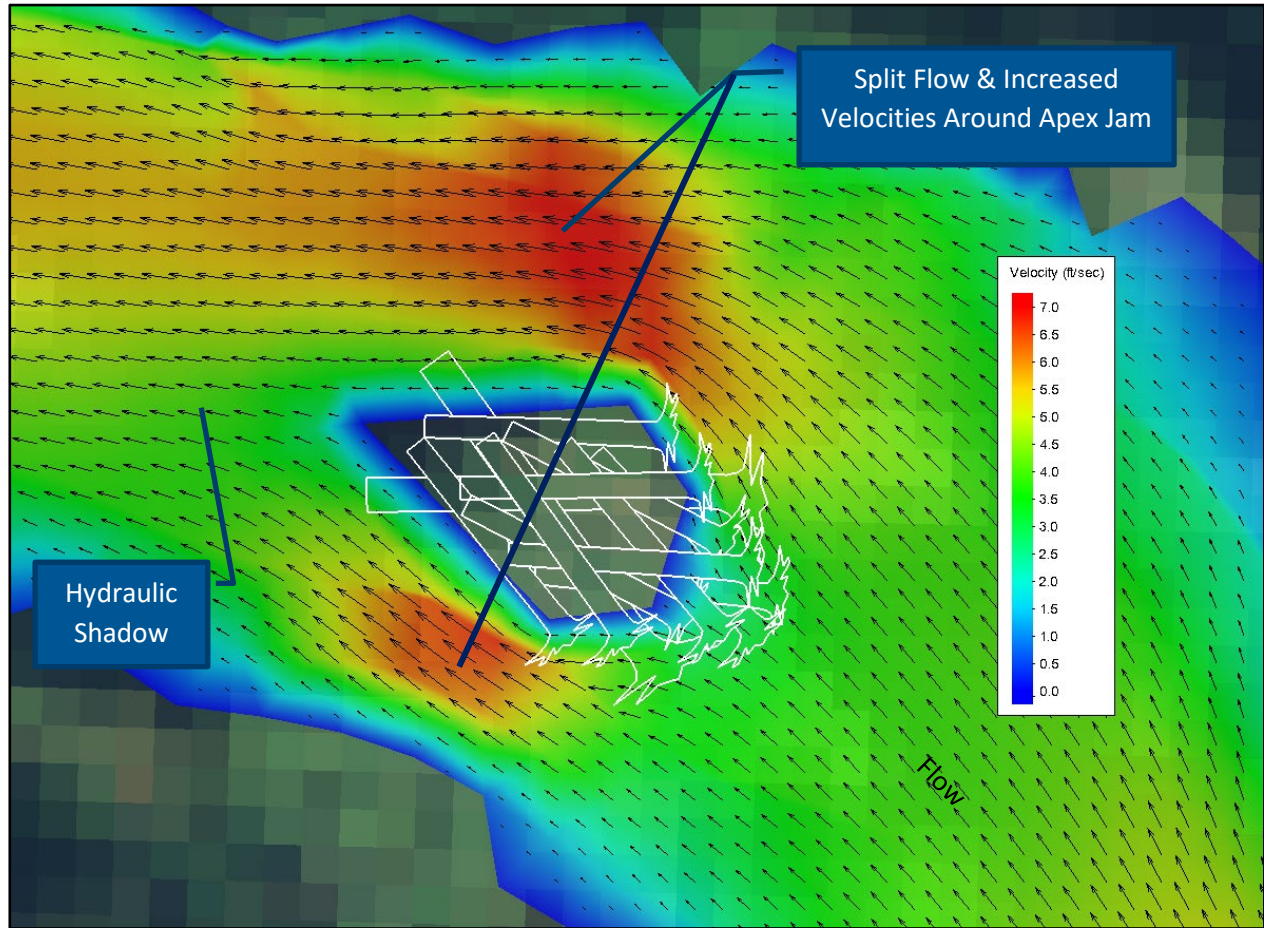 Split Flow & Increased
Velocities Around Apex Jam
Velocity (ft/sec)
7.0
6.5
6.0
5.5
5.0
4.5
4.0
3.5
3.0
2.5
2.0
1.5
1.0
0.5
0.0
Hydraulic
Shadow
Flow